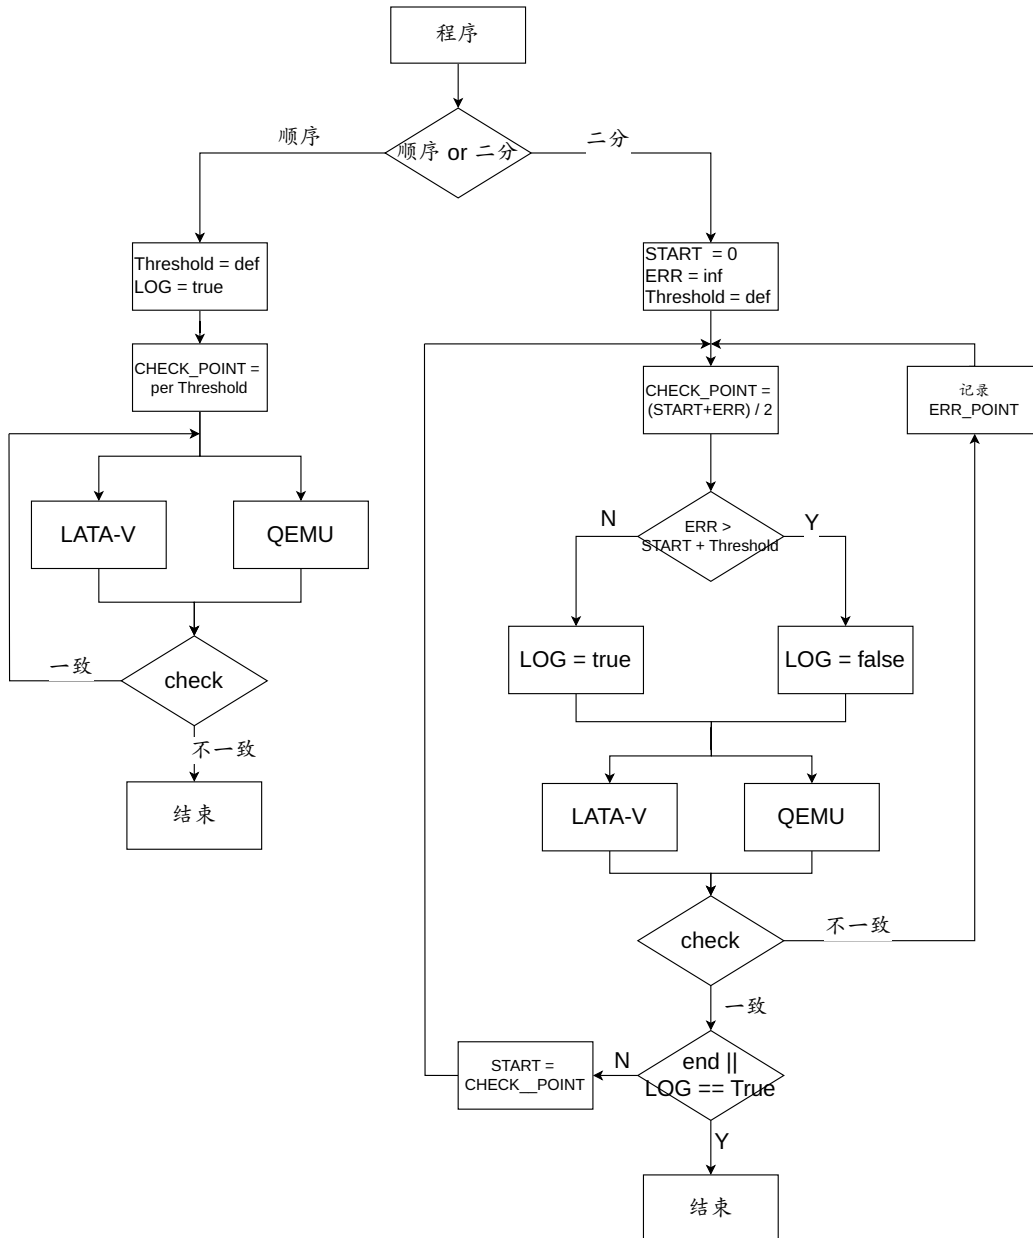 程序
顺序 or 二分
顺序
二分
Threshold = def
LOG = true
CHECK_POINT =
per Threshold
LATA-V
QEMU
check
一致
不一致
结束
START = 0
ERR = inf
Threshold = def
CHECK_POINT =
(START+ERR) / 2
记录
ERR_POINT
ERR >
START + Threshold
N
Y
LOG = true
LOG = false
LATA-V
QEMU
check
不一致
一致
end ||
LOG == True
N
START =
CHECK__POINT
Y
结束